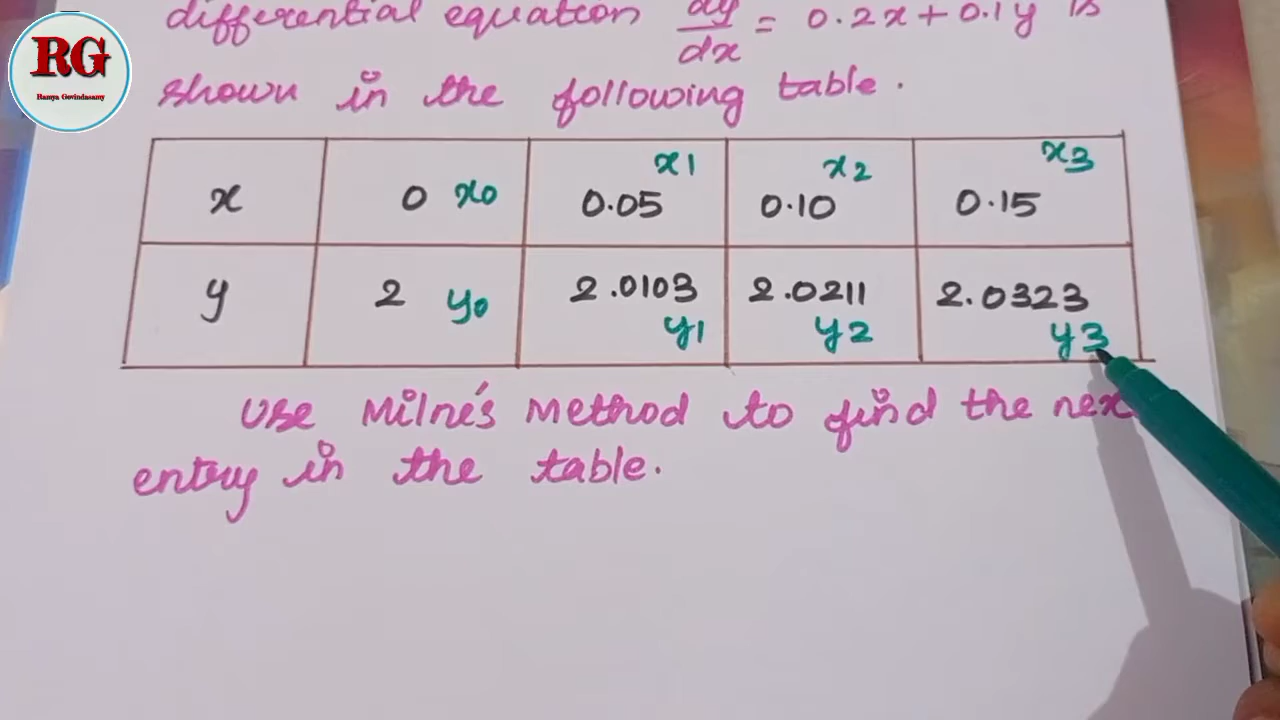 RG
Ramya Govindasamy
differential equation dy/dx = 0.2x + 0.1y is
shown in the following table.
x 0 x0 0.05 x1 0.10 x2 0.15 x3
y 2 y0 2.0103 y1 2.0211 y2 2.0323 y3
Use Milne's Method to find the nex
entry in the table.